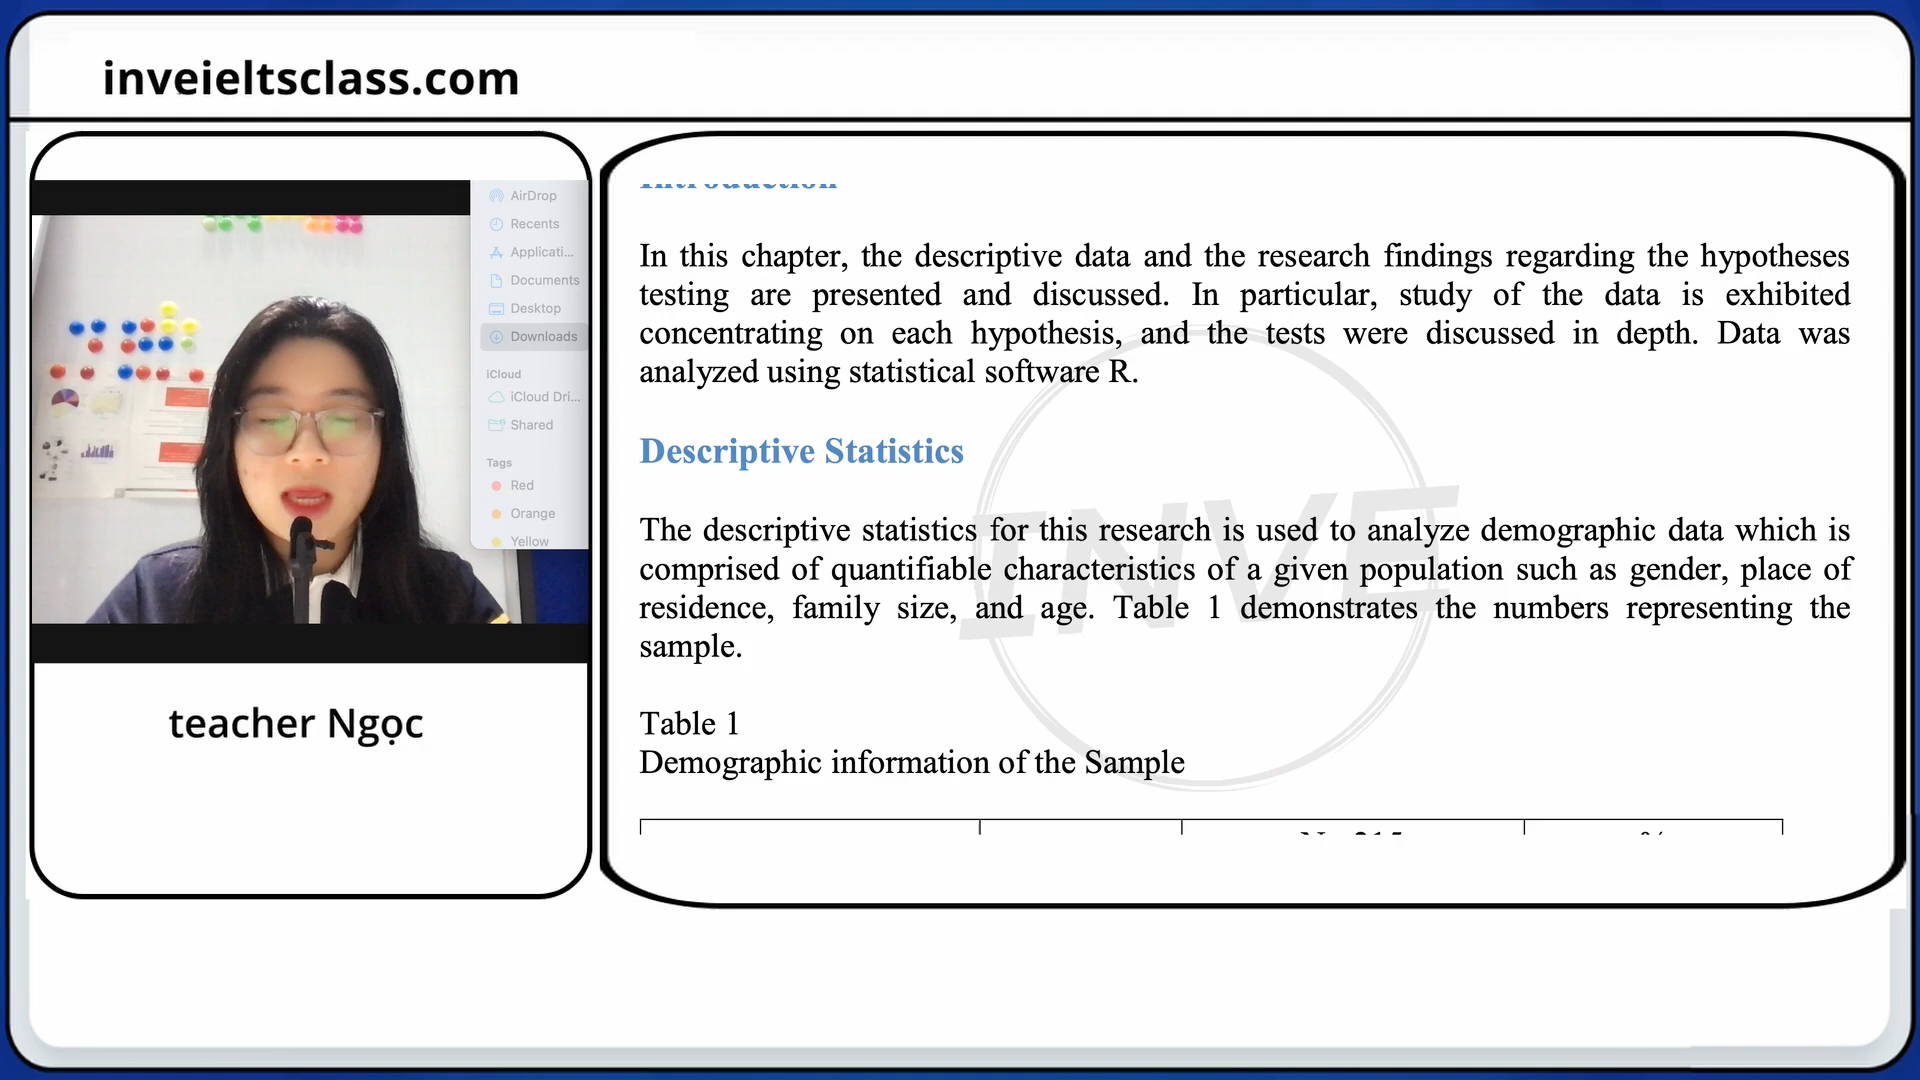 inveieltsclass.com
AirDrop
Recents
Applicati...
Documents
Desktop
Downloads
iCloud
iCloud Dri...
Shared
Tags
Red
Orange
Yellow
teacher Ngọc
Introduction
In this chapter, the descriptive data and the research findings regarding the hypotheses
testing are presented and discussed. In particular, study of the data is exhibited
concentrating on each hypothesis, and the tests were discussed in depth. Data was
analyzed using statistical software R.
Descriptive Statistics
The descriptive statistics for this research is used to analyze demographic data which is
comprised of quantifiable characteristics of a given population such as gender, place of
residence, family size, and age. Table 1 demonstrates the numbers representing the
sample.
Table 1
Demographic information of the Sample
%
INVE